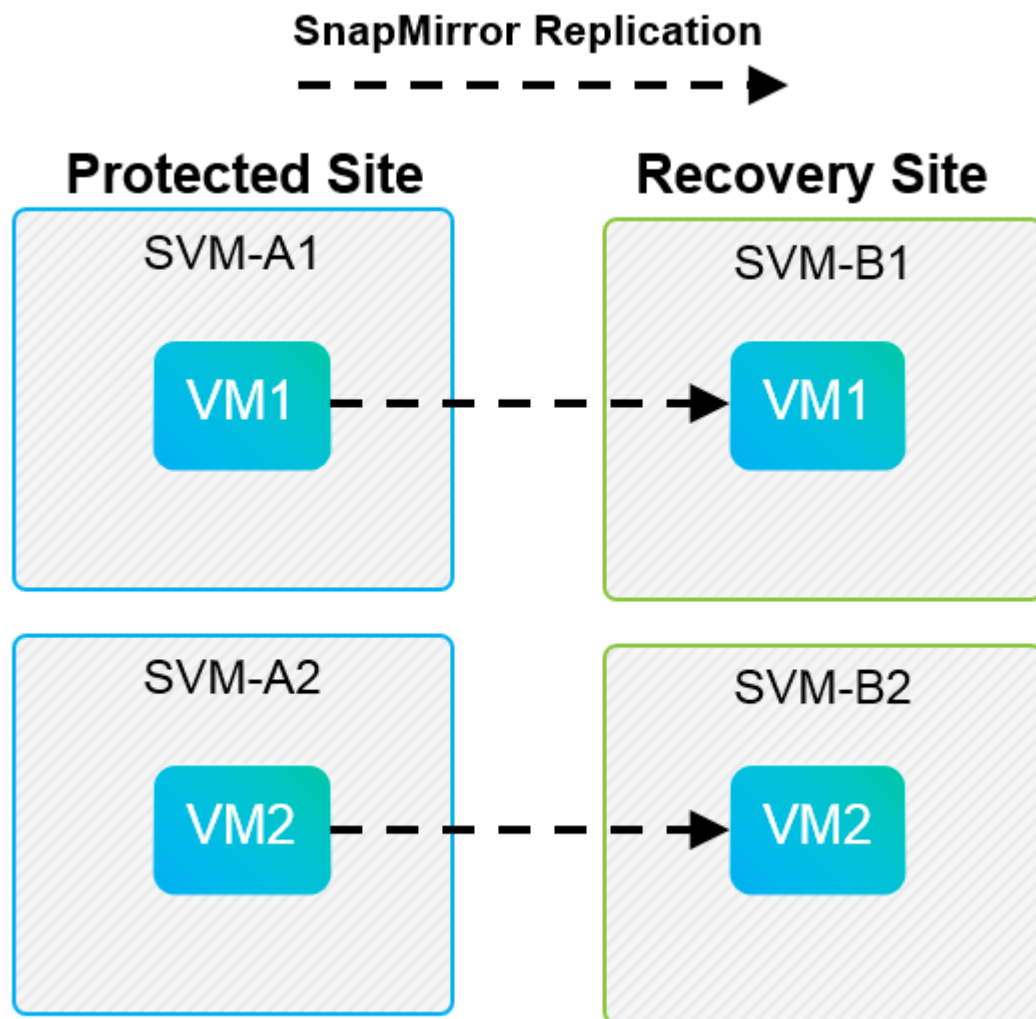 SnapMirror Replication
Protected Site
Recovery Site
SVM-A1
SVM-B1
VM1
VM1
SVM-A2
SVM-B2
VM2
VM2